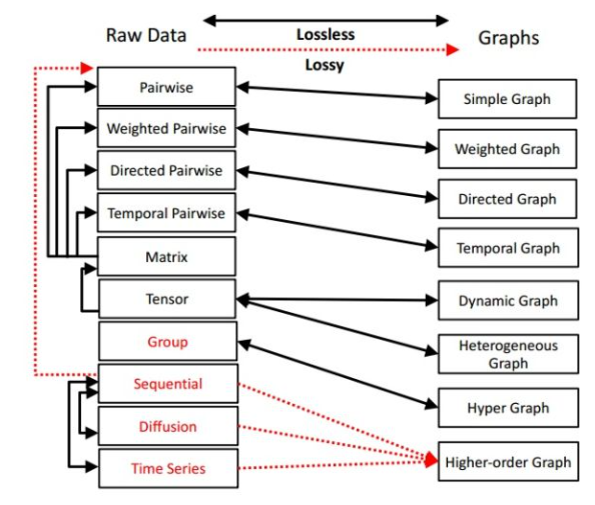 Raw Data
Lossless
Graphs
Lossy
Pairwise
Simple Graph
Weighted Pairwise
Weighted Graph
Directed Pairwise
Directed Graph
Temporal Pairwise
Temporal Graph
Matrix
Tensor
Dynamic Graph
Group
Heterogeneous
Graph
Sequential
Hyper Graph
Diffusion
Time Series
Higher-order Graph